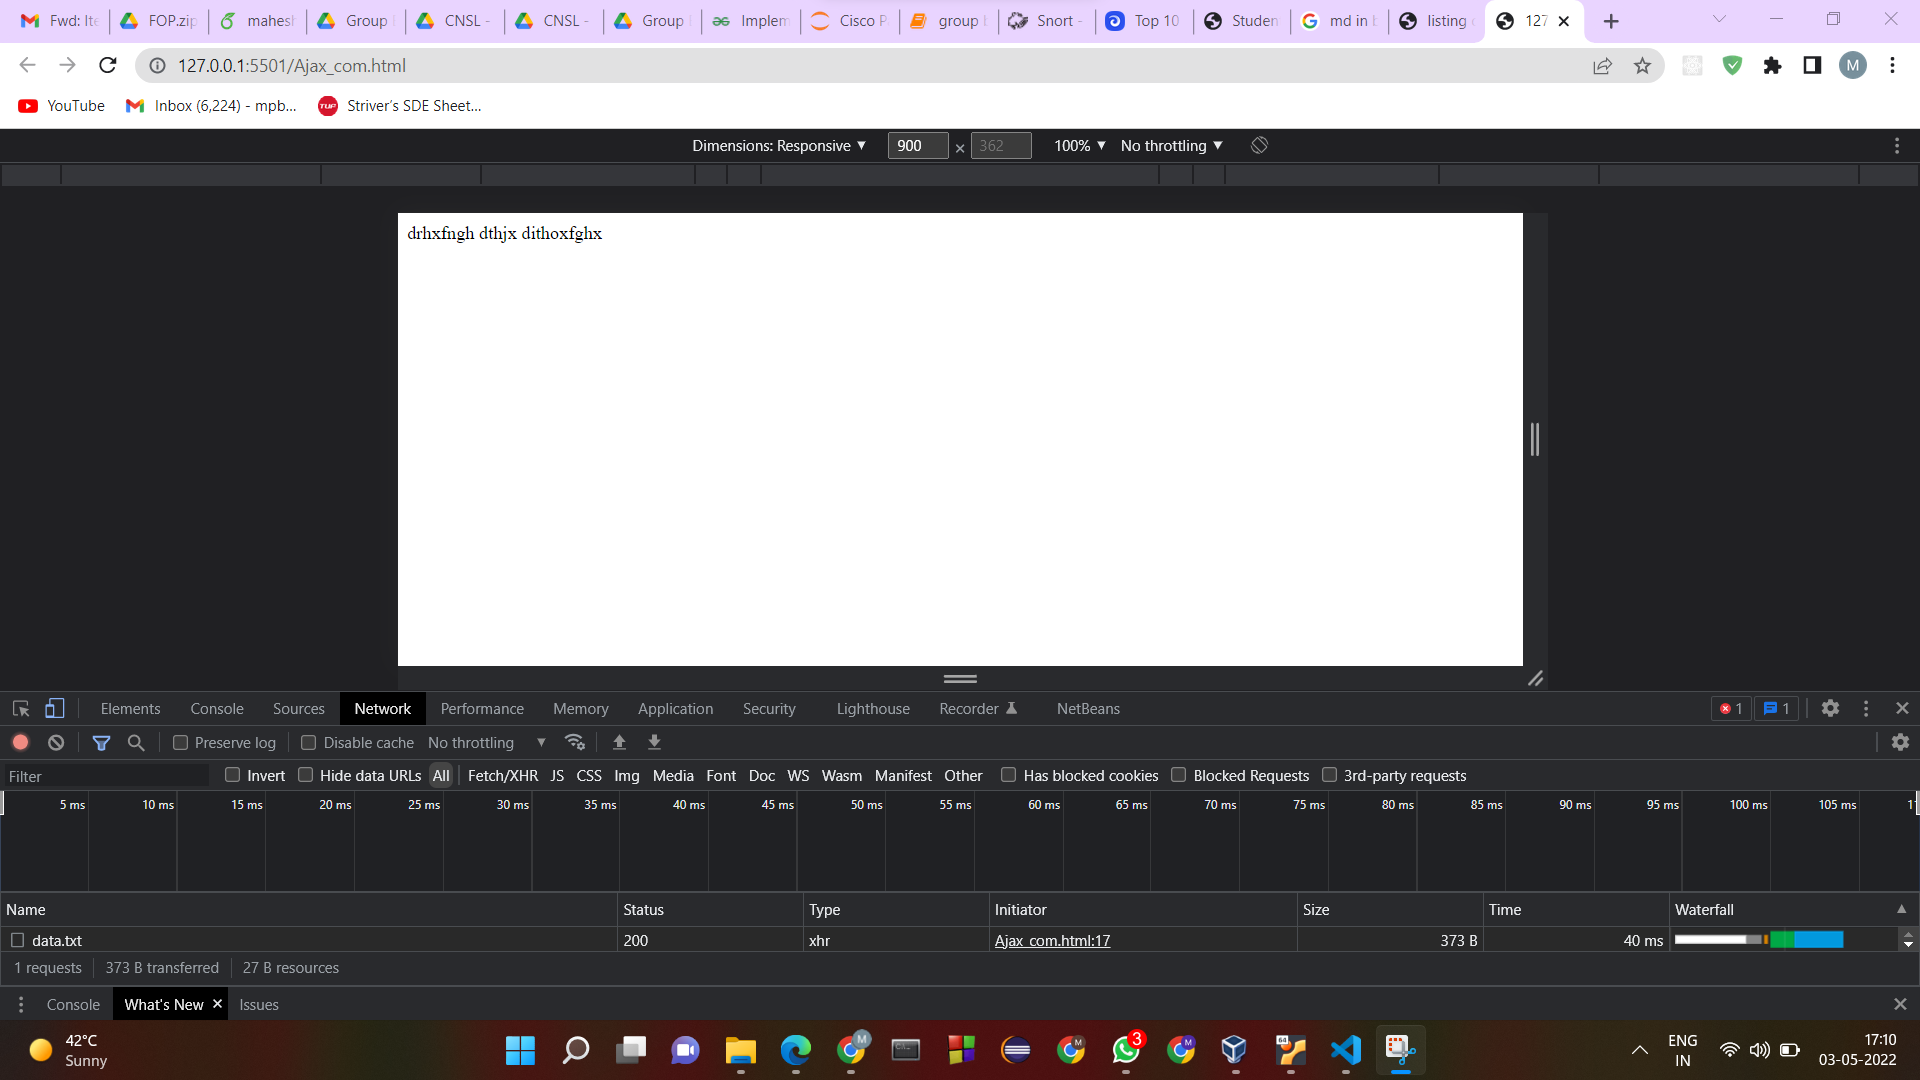 Fwd: Ite
FOP.zip
mahesh
Group
CNSL -
CNSL -
Group
Implem
Cisco P
group b
Snort -
Top 10
Studen
md in
listing
127
127.0.0.1:5501/Ajax_com.html
M
YouTube
Inbox (6,224) - mpb...
TUF Striver's SDE Sheet...
Dimensions: Responsive ▼ 900 × 362 100% ▼ No throttling ▼
drhxfngh dthjx dithoxfghx
Elements Console Sources Network Performance Memory Application Security Lighthouse Recorder NetBeans 1 1
Preserve log Disable cache No throttling ▼
Filter Invert Hide data URLs All Fetch/XHR JS CSS Img Media Font Doc WS Wasm Manifest Other Has blocked cookies Blocked Requests 3rd-party requests
5 ms 10 ms 15 ms 20 ms 25 ms 30 ms 35 ms 40 ms 45 ms 50 ms 55 ms 60 ms 65 ms 70 ms 75 ms 80 ms 85 ms 90 ms 95 ms 100 ms 105 ms 11
Name Status Type Initiator Size Time Waterfall
data.txt 200 xhr Ajax_com.html:17 373 B 40 ms
1 requests 373 B transferred 27 B resources
Console What's New × Issues
42°C
Sunny
M
M
3
M
64
ENG
IN
17:10
03-05-2022